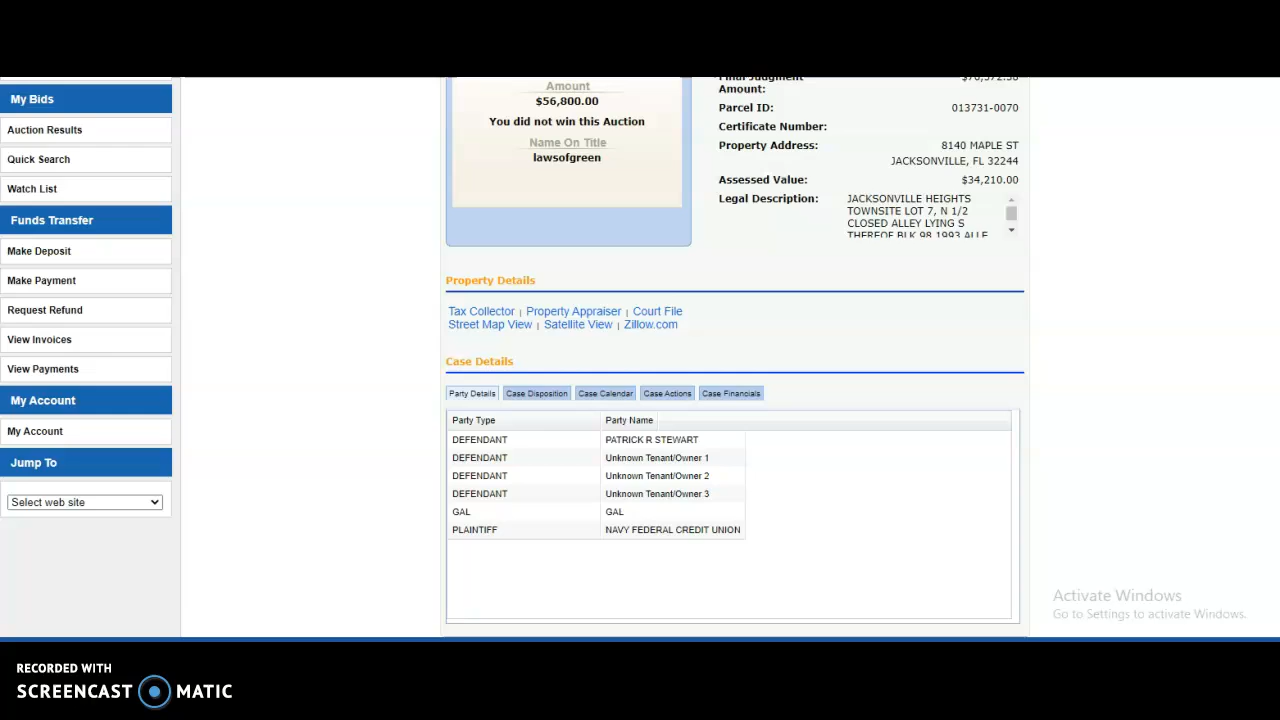 My Bids
Auction Results
Quick Search
Watch List
Funds Transfer
Make Deposit
Make Payment
Request Refund
View Invoices
View Payments
My Account
My Account
Jump To
Select web site
Amount
$56,800.00
You did not win this Auction
Name On Title
lawsofgreen
Final Judgment
Amount:
Parcel ID: 013731-0070
Certificate Number:
Property Address: 8140 MAPLE ST
JACKSONVILLE, FL 32244
Assessed Value: $34,210.00
Legal Description: JACKSONVILLE HEIGHTS
TOWNSITE LOT 7, N 1/2
CLOSED ALLEY LYING S
THEREOF BLK 98 1993 ALLE
Property Details
Tax Collector | Property Appraiser | Court File
Street Map View | Satellite View | Zillow.com
Case Details
Party Details Case Disposition Case Calendar Case Actions Case Financials
Party Type Party Name
DEFENDANT PATRICK R STEWART
DEFENDANT Unknown Tenant/Owner 1
DEFENDANT Unknown Tenant/Owner 2
DEFENDANT Unknown Tenant/Owner 3
GAL GAL
PLAINTIFF NAVY FEDERAL CREDIT UNION
Activate Windows
Go to Settings to activate Windows.
RECORDED WITH
SCREENCAST MATIC